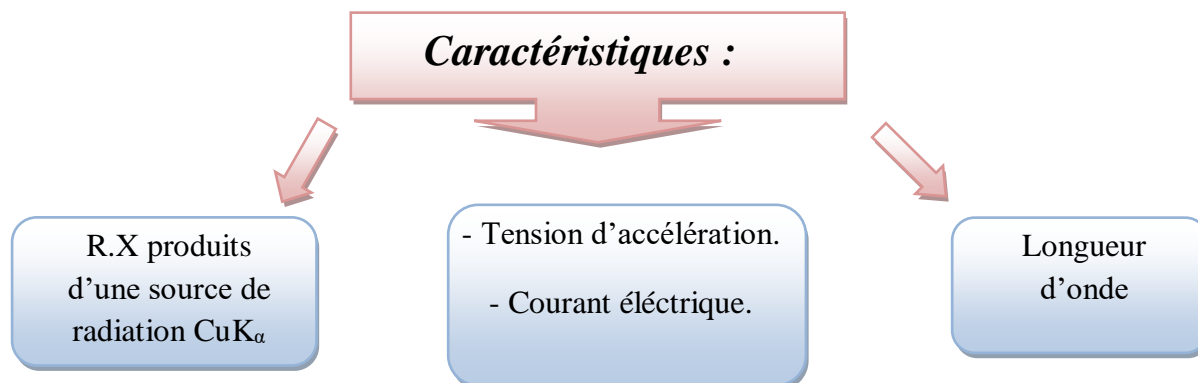 Caractéristiques :
R.X produits
d’une source de
radiation CuKα
- Tension d’accélération.
- Courant éléctrique.
Longueur
d’onde